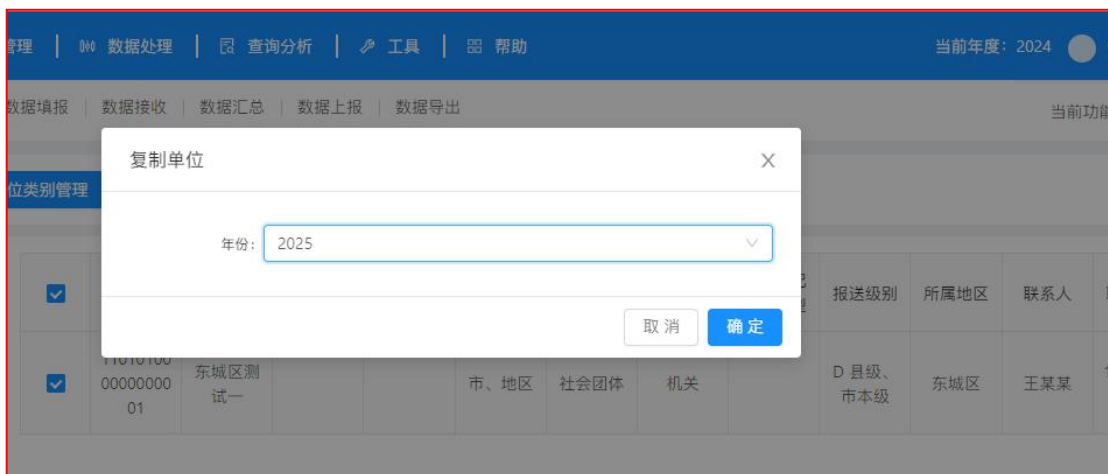 管理 数据处理 查询分析 工具 帮助 当前年度：2024
数据填报 数据接收 数据汇总 数据上报 数据导出 当前功能
复制单位
位类别管理
年份： 2025
报送级别 所属地区 联系人
取消 确定
11010100
00000000
01
东城区测
试一
市、地区 社会团体 机关
D 县级、
市本级
东城区 王某某